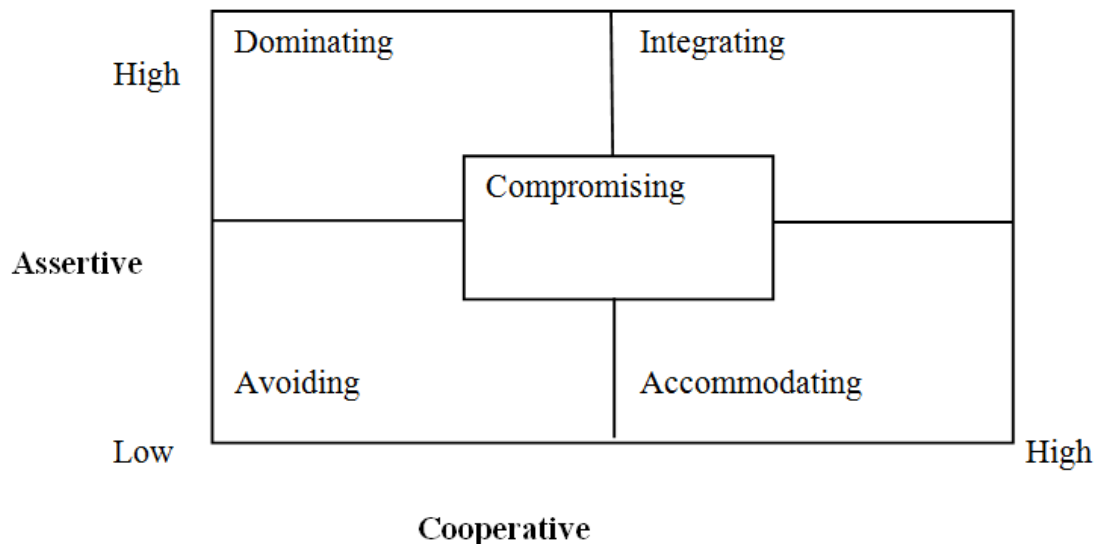 Dominating
Integrating
High
Compromising
Assertive
Avoiding
Accommodating
Low
High
Cooperative